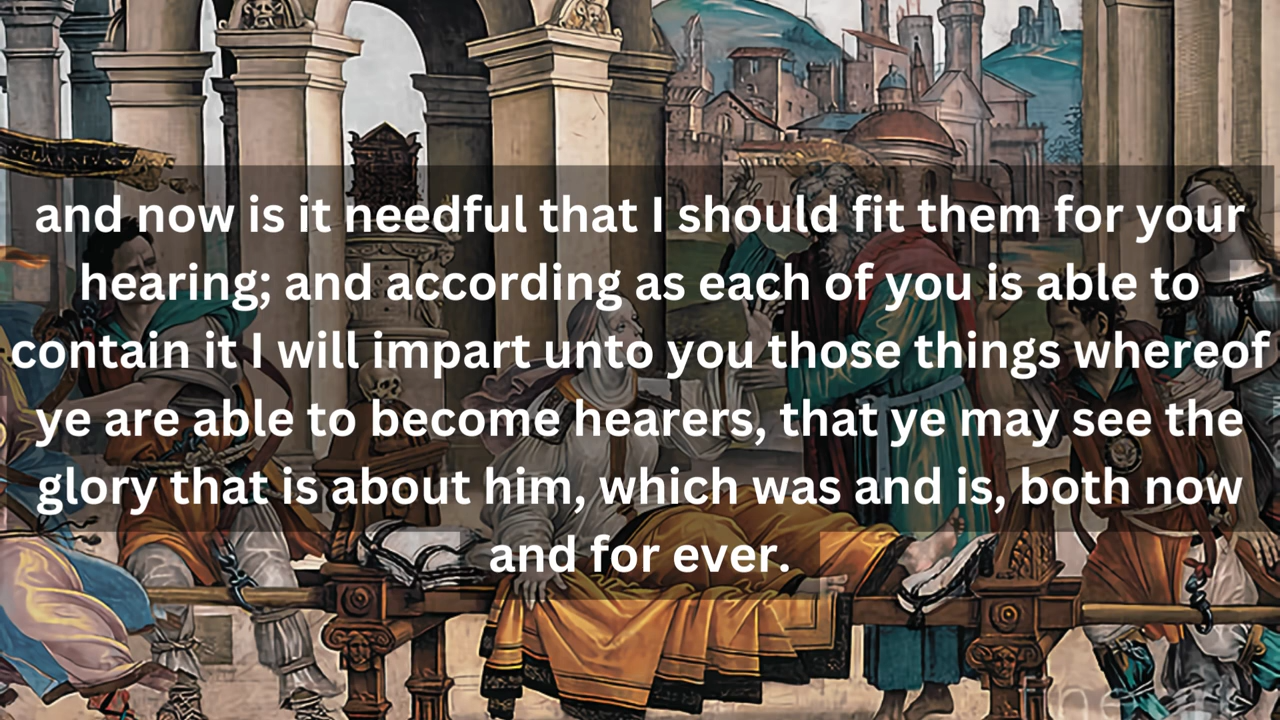 and now is it needful that I should fit them for your
hearing; and according as each of you is able to
contain it I will impart unto you those things whereof
ye are able to become hearers, that ye may see the
glory that is about him, which was and is, both now
and for ever.